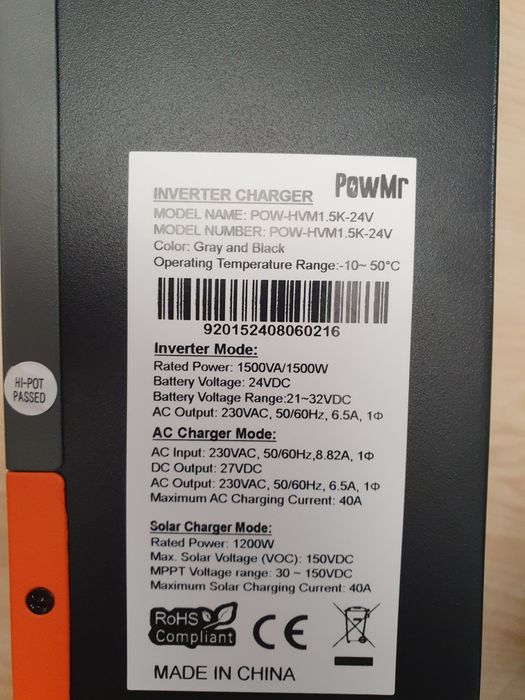 PowMr
INVERTER CHARGER
MODEL NAME: POW-HVM1.5K-24V
MODEL NUMBER: POW-HVM1.5K-24V
Color: Gray and Black
Operating Temperature Range:-10~ 50°C
920152408060216
Inverter Mode:
Rated Power: 1500VA/1500W
Battery Voltage: 24VDC
Battery Voltage Range:21~32VDC
AC Output: 230VAC, 50/60Hz, 6.5A, 1Φ
AC Charger Mode:
AC Input: 230VAC, 50/60Hz,8.82A, 1Φ
DC Output: 27VDC
AC Output: 230VAC, 50/60Hz, 6.5A, 1Φ
Maximum AC Charging Current: 40A
Solar Charger Mode:
Rated Power: 1200W
Max. Solar Voltage (VOC): 150VDC
MPPT Voltage range: 30 ~ 150VDC
Maximum Solar Charging Current: 40A
RoHS
Compliant
CE
MADE IN CHINA
HI-POT
PASSED